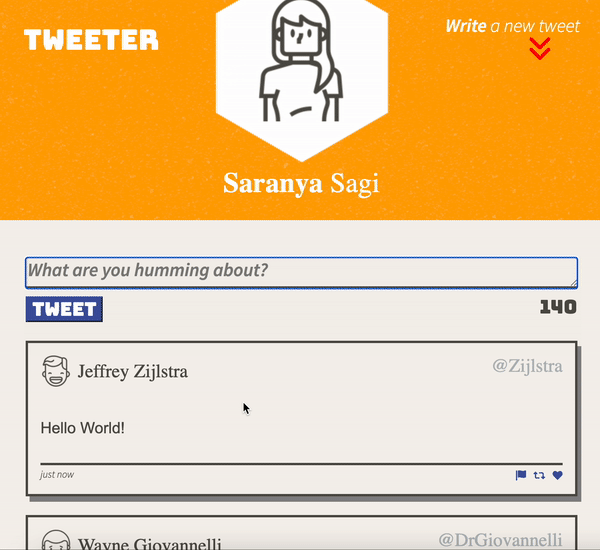 TWEETER
Write a new tweet
Saranya Sagi
What are you humming about?
TWEET
140
Jeffrey Zijlstra
@Zijlstra
Hello World!
just now
Wayne Giovannelli
@DrGiovannelli